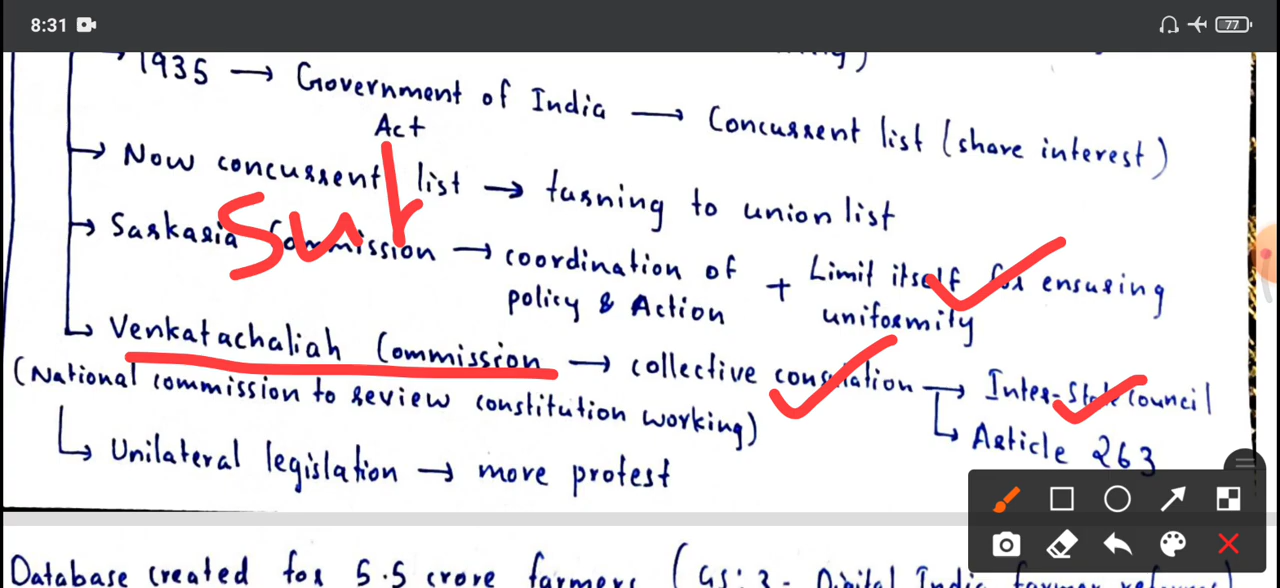 8:31
77
1935 → Government of India → Concurrent list (share interest)
Act
→ Now concurrent list → turning to union list
→ Sarkaria Commission → coordination of + Limit itself for ensuring
policy & Action uniformity
Sur
↳ Venkatachaliah Commission → collective → Inter-State Council
(National commission to review constitution working) ↳ Article 263
↳ Unilateral legislation → more protest
Database created for 5.5 crore farmers (GS:3- Digital India